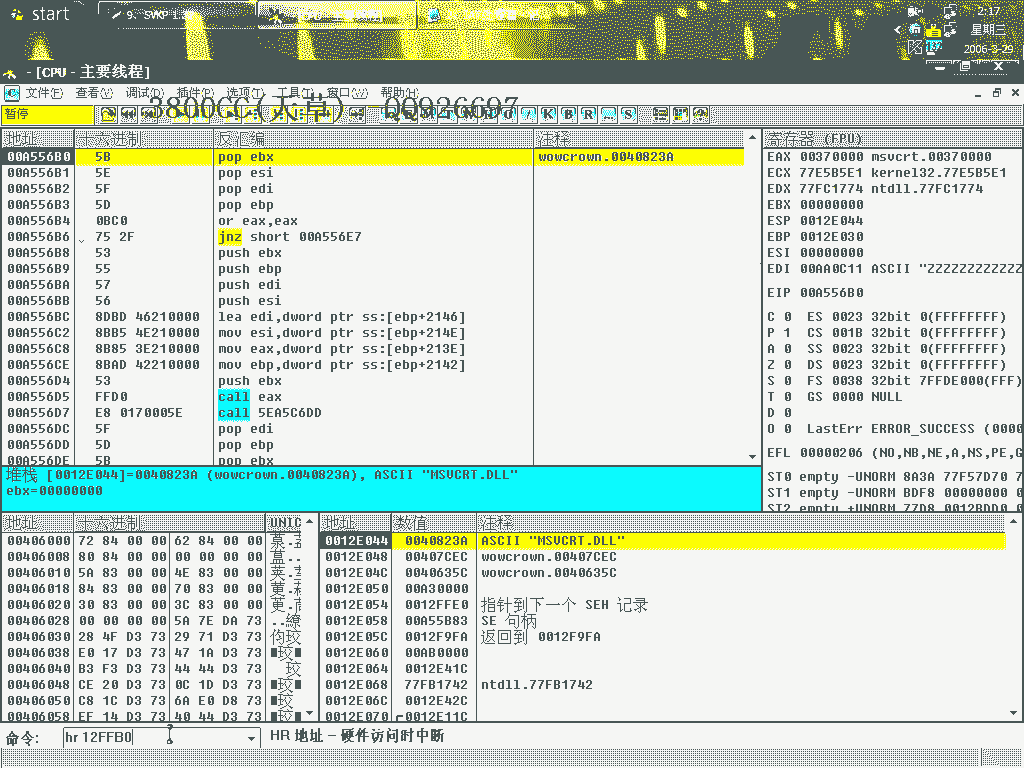 start
9. SVKP 1.32
2:17
星期三
2006-3-29
- [CPU - 主要线程]
文件(F) 查看(V) 调试(D) 插件(P) 选项(T) 工具(T) 窗口(W) 帮助(H)
暂停
3800CC(天草) 00926697
地址 十六进制 反汇编 注释
00A556B0 5B pop ebx wowcrown.0040823A
00A556B1 5E pop esi
00A556B2 5F pop edi
00A556B3 5D pop ebp
00A556B4 0BC0 or eax,eax
00A556B6 75 2F jnz short 00A556E7
00A556B8 53 push ebx
00A556B9 55 push ebp
00A556BA 57 push edi
00A556BB 56 push esi
00A556BC 8DBD 46210000 lea edi,dword ptr ss:[ebp+2146]
00A556C2 8BB5 4E210000 mov esi,dword ptr ss:[ebp+214E]
00A556C8 8B85 3E210000 mov eax,dword ptr ss:[ebp+213E]
00A556CE 8BAD 42210000 mov ebp,dword ptr ss:[ebp+2142]
00A556D4 53 push ebx
00A556D5 FFD0 call eax
00A556D7 E8 0170005E call 5EA5C6DD
00A556DC 5F pop edi
00A556DD 5D pop ebp
00A556DE 5B pop ebx
寄存器 (FPU)
EAX 00370000 msvcrt.00370000
ECX 77E5B5E1 kernel32.77E5B5E1
EDX 77FC1774 ntdll.77FC1774
EBX 00000000
ESP 0012E044
EBP 0012E030
ESI 00000000
EDI 00AA0C11 ASCII "ZZZZZZZZZZZZ
EIP 00A556B0
C 0 ES 0023 32bit 0(FFFFFFFF)
P 1 CS 001B 32bit 0(FFFFFFFF)
A 0 SS 0023 32bit 0(FFFFFFFF)
Z 0 DS 0023 32bit 0(FFFFFFFF)
S 0 FS 0038 32bit 7FFDE000(FFF)
T 0 GS 0000 NULL
D 0
O 0 LastErr ERROR_SUCCESS (0000
EFL 00000206 (NO,NB,NE,A,NS,PE,G
ST0 empty -UNORM 8A3A 77F57D70 7
ST1 empty -UNORM BDF8 00000000 0
ST2 empty +UNORM 77D8 0012BDD0 0
堆栈 [0012E044]=0040823A (wowcrown.0040823A), ASCII "MSVCRT.DLL"
ebx=00000000
地址 十六进制 UNIC
00406000 72 84 00 00 62 84 00 00
00406008 80 84 00 00 00 00 00 00
00406010 5A 83 00 00 4E 83 00 00
00406018 84 83 00 00 70 83 00 00
00406020 30 83 00 00 3C 83 00 00
00406028 00 00 00 00 5A 7E DA 73
00406030 28 4F D3 73 29 71 D3 73
00406038 E0 17 D3 73 47 1A D3 73
00406040 B3 F3 D3 73 44 44 D3 73
00406048 CE 20 D3 73 0C 1D D3 73
00406050 C8 1C D3 73 6A E0 D8 73
00406058 EF 14 D3 73 40 44 D3 73
地址 数值 注释
0012E044 0040823A ASCII "MSVCRT.DLL"
0012E048 00407CEC wowcrown.00407CEC
0012E04C 0040635C wowcrown.0040635C
0012E050 00A30000
0012E054 0012FFE0 指针到下一个 SEH 记录
0012E058 00A55B83 SE 句柄
0012E05C 0012F9FA 返回到 0012F9FA
0012E060 00AB0000
0012E064 0012E41C
0012E068 77FB1742 ntdll.77FB1742
0012E06C 0012E42C
0012E070 0012E11C
命令: hr 12FFB0 HR 地址 – 硬件访问时中断